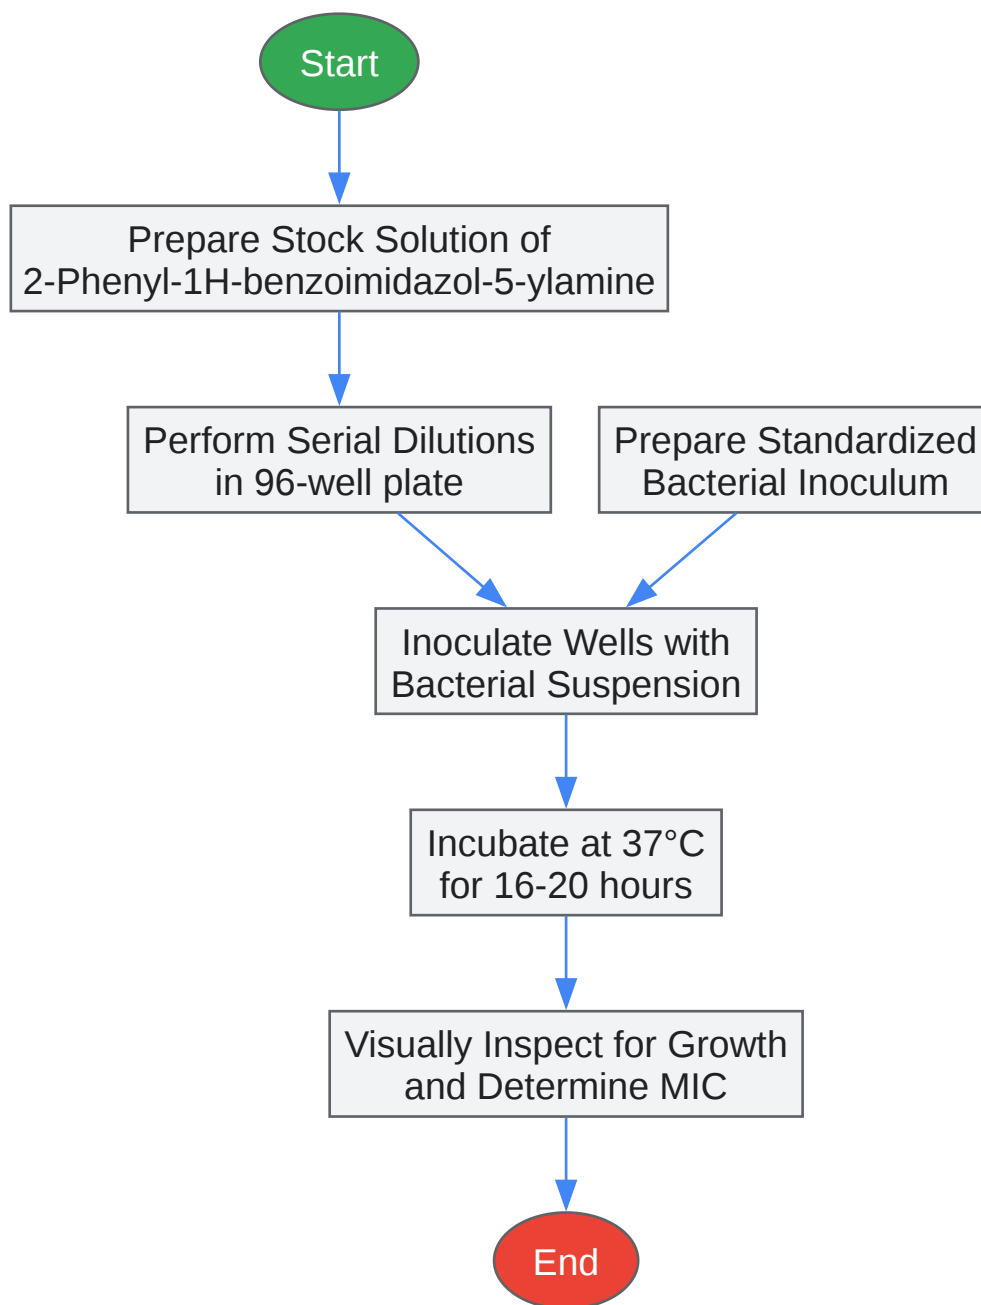 Start
Prepare Stock Solution of
2-Phenyl-1H-benzoimidazol-5-ylamine
Perform Serial Dilutions
in 96-well plate
Prepare Standardized
Bacterial Inoculum
Inoculate Wells with
Bacterial Suspension
Incubate at 37°C
for 16-20 hours
Visually Inspect for Growth
and Determine MIC
End